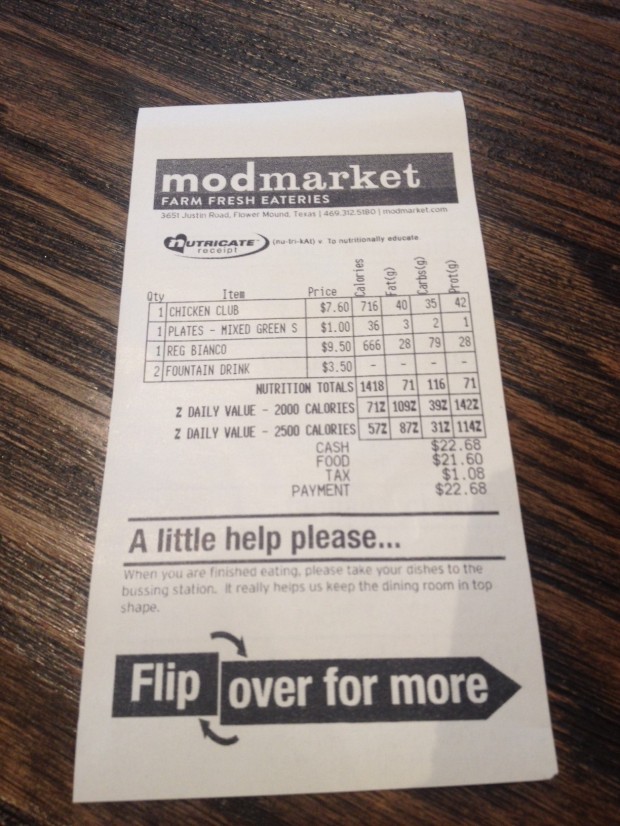 modmarket
FARM FRESH EATERIES
3651 Justin Road, Flower Mound, Texas | 469.312.5180 | modmarket.com
NUTRICATE™ (nu-tri-kAt) v To nutritionally educate
receipt
Qty Item Price Calories Fat(g) Carbs(g) Prot(g)
1 CHICKEN CLUB $7.60 716 40 35 42
1 PLATES - MIXED GREEN S $1.00 36 3 2 1
1 REG BIANCO $9.50 666 28 79 28
2 FOUNTAIN DRINK $3.50 - - - -
NUTRITION TOTALS 1418 71 116 71
% DAILY VALUE - 2000 CALORIES 71% 109% 39% 142%
% DAILY VALUE - 2500 CALORIES 57% 87% 31% 114%
CASH $22.68
FOOD $21.60
TAX $1.08
PAYMENT $22.68
A little help please...
When you are finished eating, please take your dishes to the
bussing station. It really helps us keep the dining room in top
shape.
Flip over for more